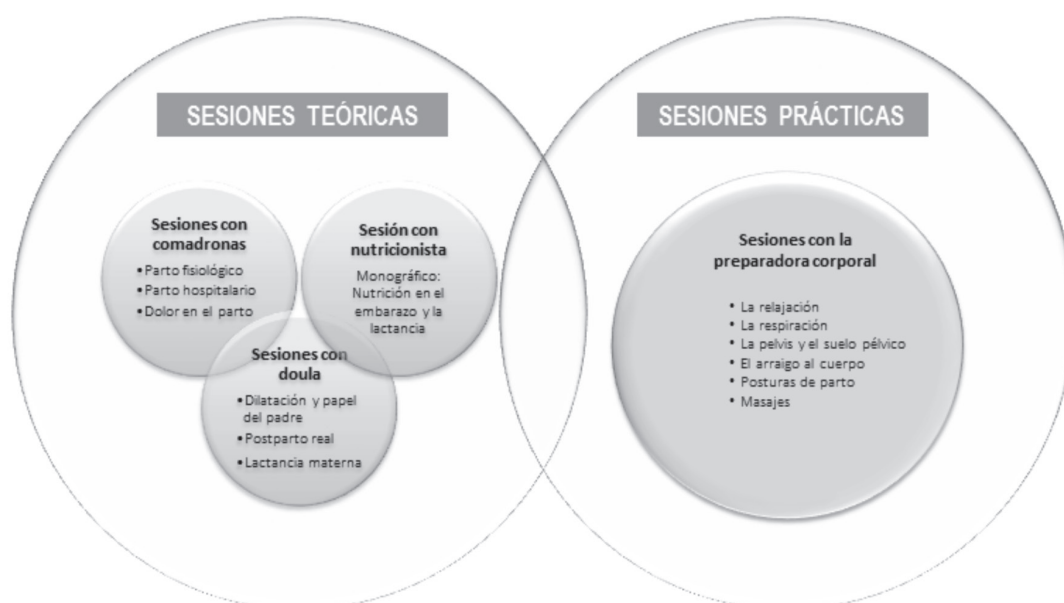 SESIONES TEÓRICAS
Sesiones con
comadronas
• Parto fisiológico
• Parto hospitalario
• Dolor en el parto
Sesión con
nutricionista
Monográfico:
Nutrición en el
embarazo y la
lactancia
Sesiones con
doula
• Dilatación y papel
del padre
• Postparto real
• Lactancia materna
SESIONES PRÁCTICAS
Sesiones con la
preparadora corporal
• La relajación
• La respiración
• La pelvis y el suelo pélvico
• El arraigo al cuerpo
• Posturas de parto
• Masajes